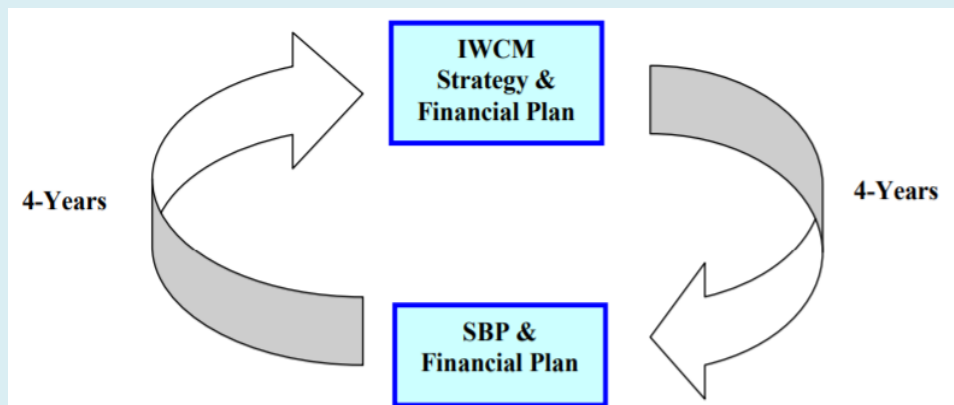 IWCM
Strategy &
Financial Plan
4-Years
4-Years
SBP &
Financial Plan